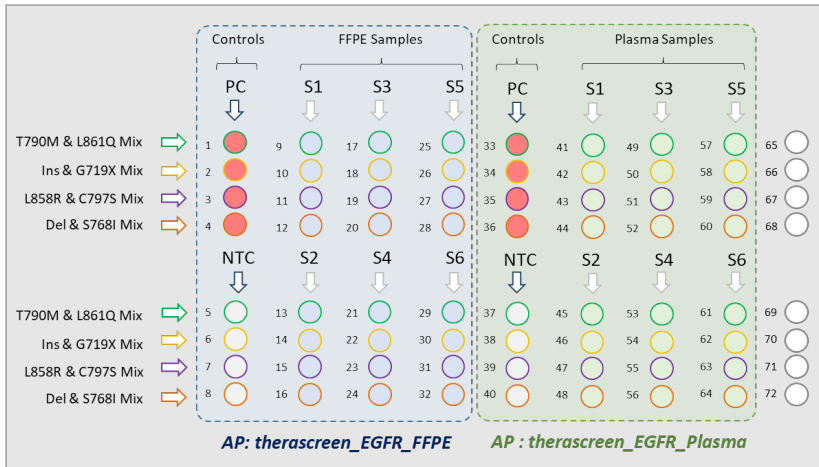 Controls FFPE Samples Controls Plasma Samples
PC S1 S3 S5 PC S1 S3 S5
T790M & L861Q Mix 1 9 17 25 33 41 49 57 65
Ins & G719X Mix 2 10 18 26 34 42 50 58 66
L858R & C797S Mix 3 11 19 27 35 43 51 59 67
Del & S768I Mix 4 12 20 28 36 44 52 60 68
NTC S2 S4 S6 NTC S2 S4 S6
T790M & L861Q Mix 5 13 21 29 37 45 53 61 69
Ins & G719X Mix 6 14 22 30 38 46 54 62 70
L858R & C797S Mix 7 15 23 31 39 47 55 63 71
Del & S768I Mix 8 16 24 32 40 48 56 64 72
AP: therascreen_EGFR_FFPE AP : therascreen_EGFR_Plasma